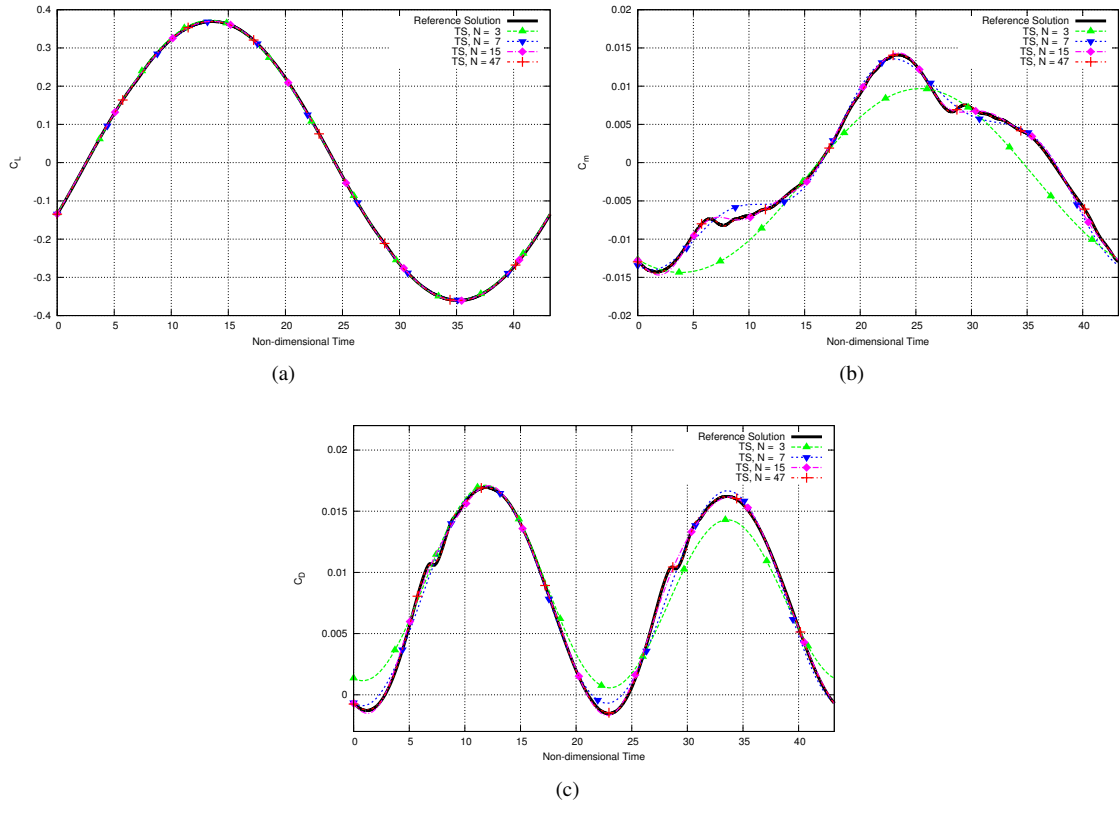 0.4
0.3
0.2
0.1
0
-0.1
-0.2
-0.3
-0.4
C_L
0 5 10 15 20 25 30 35 40
Non-dimensional Time
Reference Solution
TS, N = 3
TS, N = 7
TS, N = 15
TS, N = 47
(a)
0.02
0.015
0.01
0.005
0
-0.005
-0.01
-0.015
-0.02
C_m
0 5 10 15 20 25 30 35 40
Non-dimensional Time
Reference Solution
TS, N = 3
TS, N = 7
TS, N = 15
TS, N = 47
(b)
0.02
0.015
0.01
0.005
0
C_D
0 5 10 15 20 25 30 35 40
Non-dimensional Time
Reference Solution
TS, N = 3
TS, N = 7
TS, N = 15
TS, N = 47
(c)